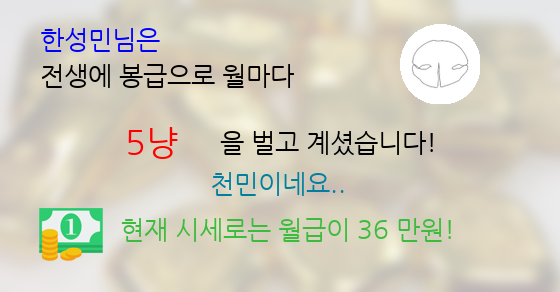 한성민님은
전생에 봉급으로 월마다
5냥 을 벌고 계셨습니다!
천민이네요..
1
현재 시세로는 월급이 36 만원!